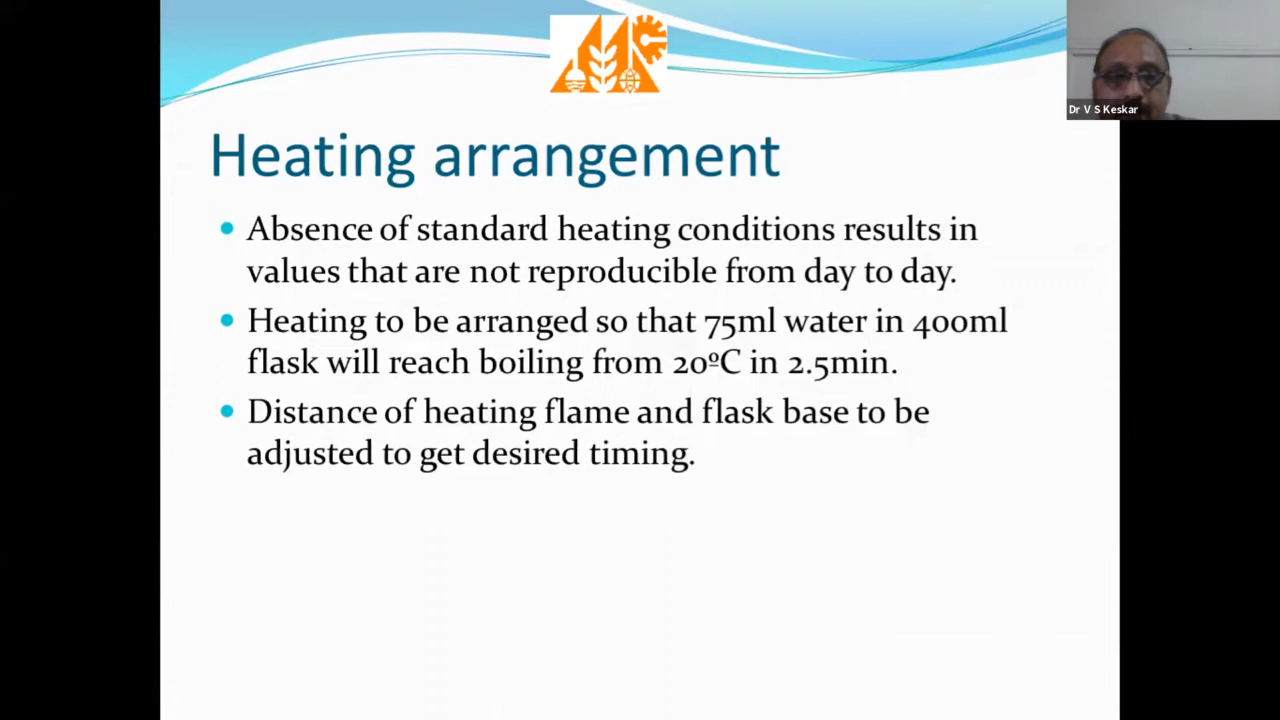 Dr V S Keskar
Heating arrangement
Absence of standard heating conditions results in
values that are not reproducible from day to day.
Heating to be arranged so that 75ml water in 400ml
flask will reach boiling from 20ºC in 2.5min.
Distance of heating flame and flask base to be
adjusted to get desired timing.